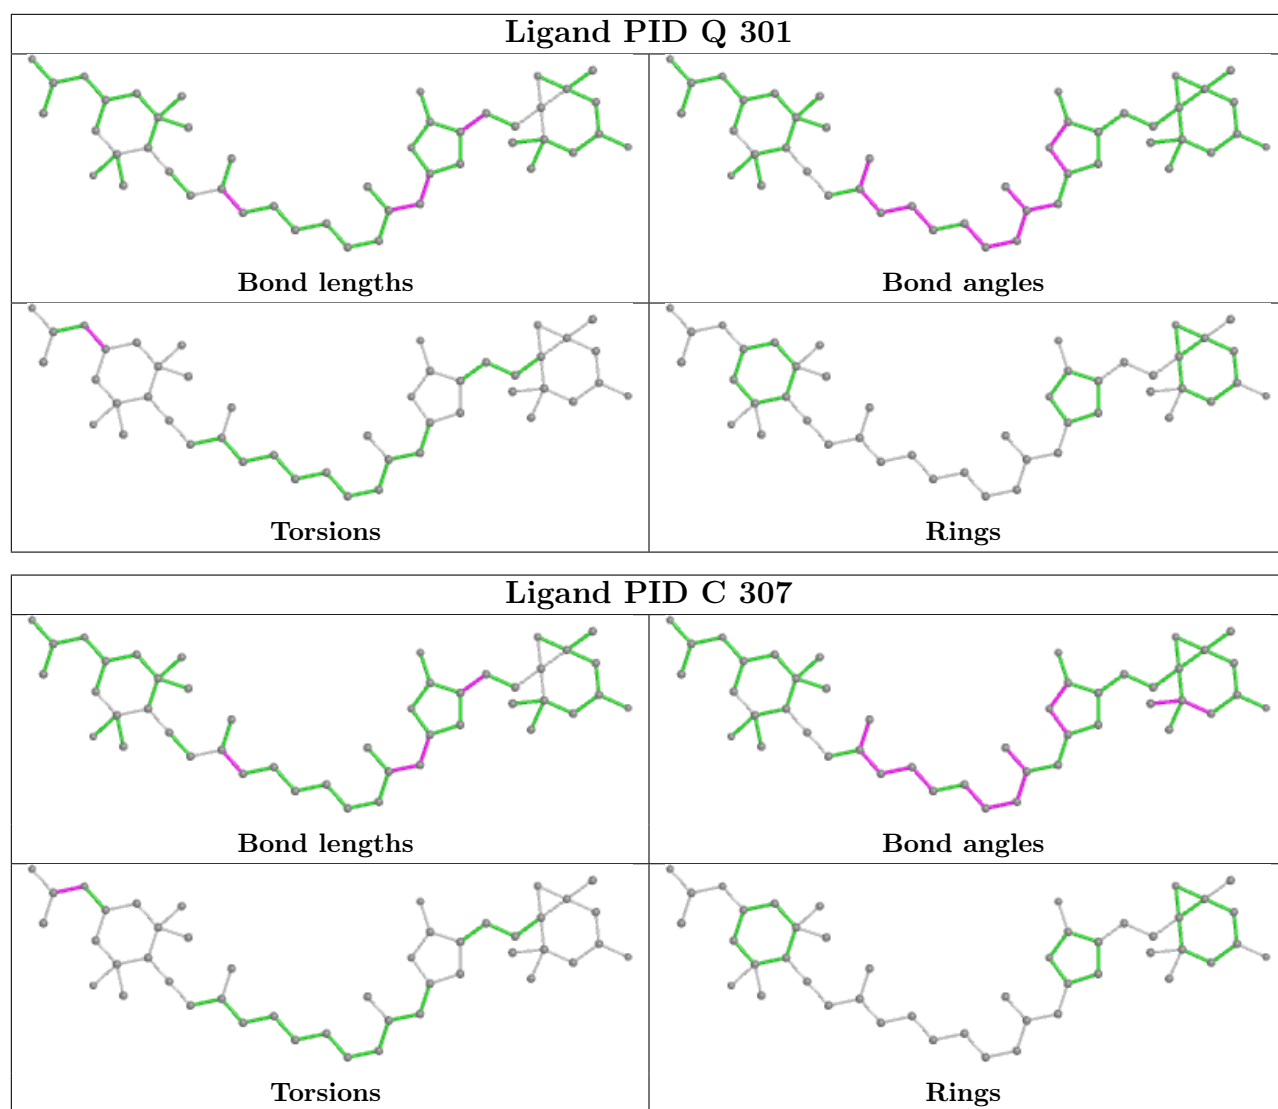 Ligand PID Q 301
Bond lengths
Bond angles
Torsions
Rings
Ligand PID C 307
Bond lengths
Bond angles
Torsions
Rings